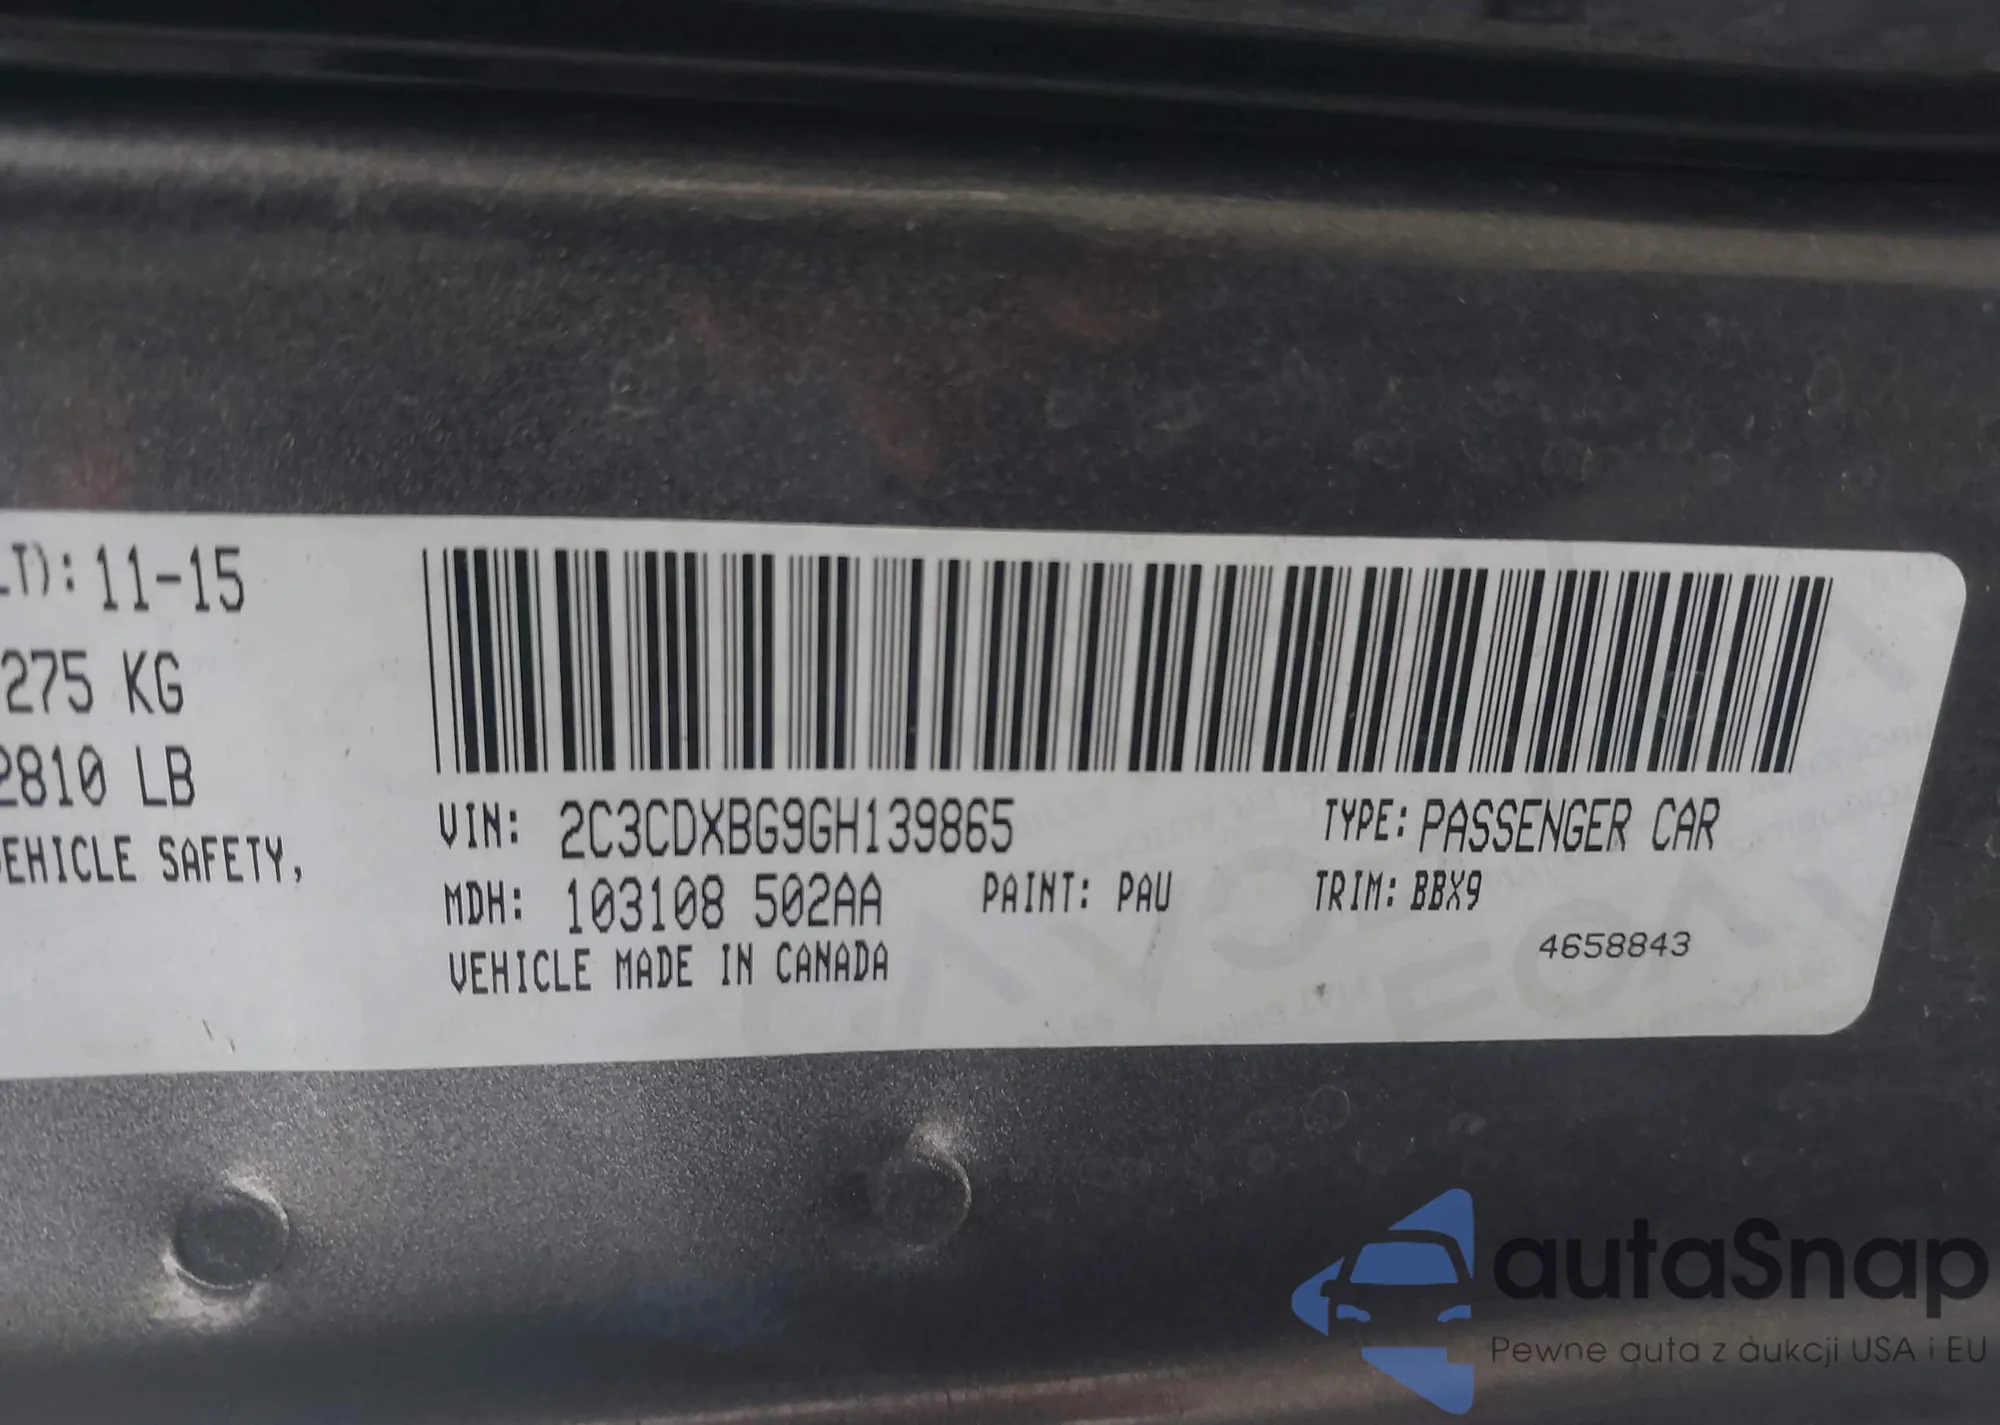 LT): 11-15
275 KG
2810 LB
VEHICLE SAFETY,
VIN: 2C3CDXBG9GH139865
TYPE: PASSENGER CAR
MDH: 103108 502AA
PAINT: PAU
TRIM: BBX9
VEHICLE MADE IN CANADA
4658843
autaSnap
Pewne auta z aukcji USA i EU